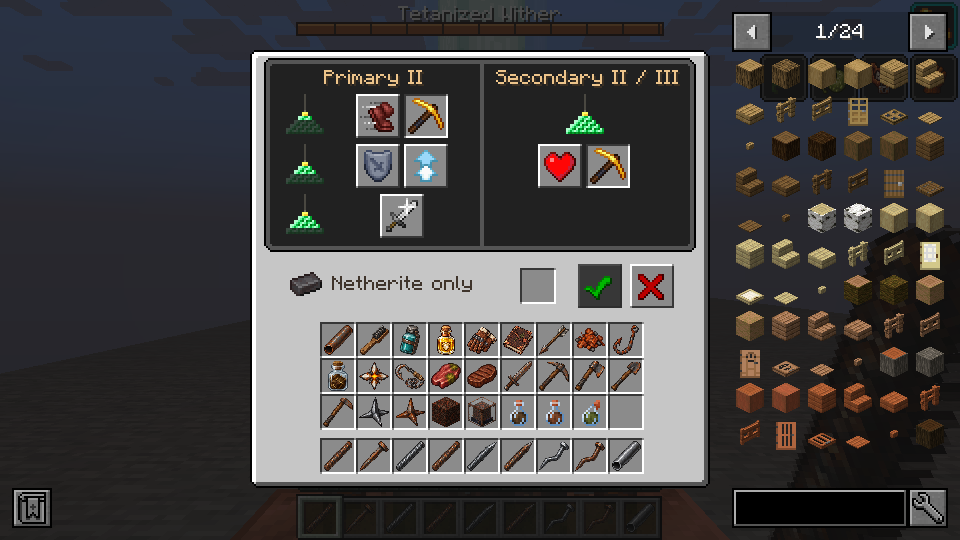 Tetanized Wither
1/24
Primary II
Secondary II / III
Netherite only